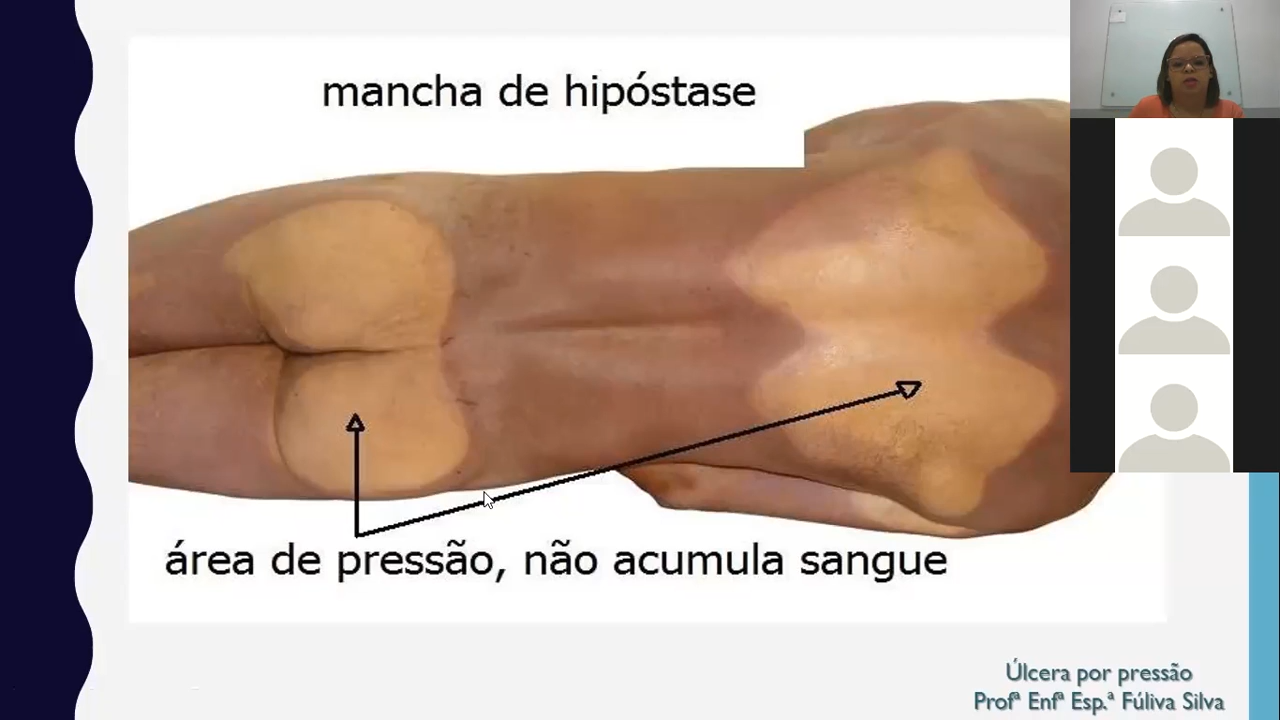 mancha de hipóstase
área de pressão, não acumula sangue
Úlcera por pressão
Profª Enfª Esp.ª Fúliva Silva